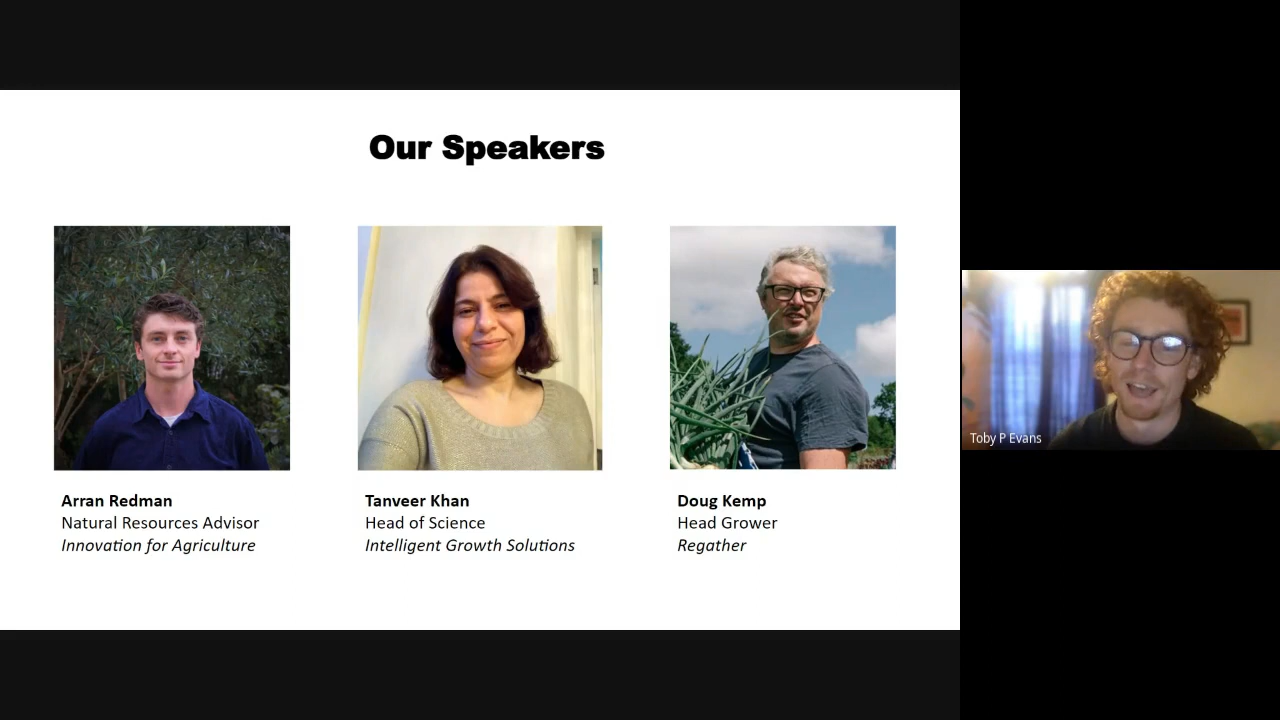 Our Speakers
Arran Redman
Natural Resources Advisor
Innovation for Agriculture
Tanveer Khan
Head of Science
Intelligent Growth Solutions
Doug Kemp
Head Grower
Regather
Toby P Evans